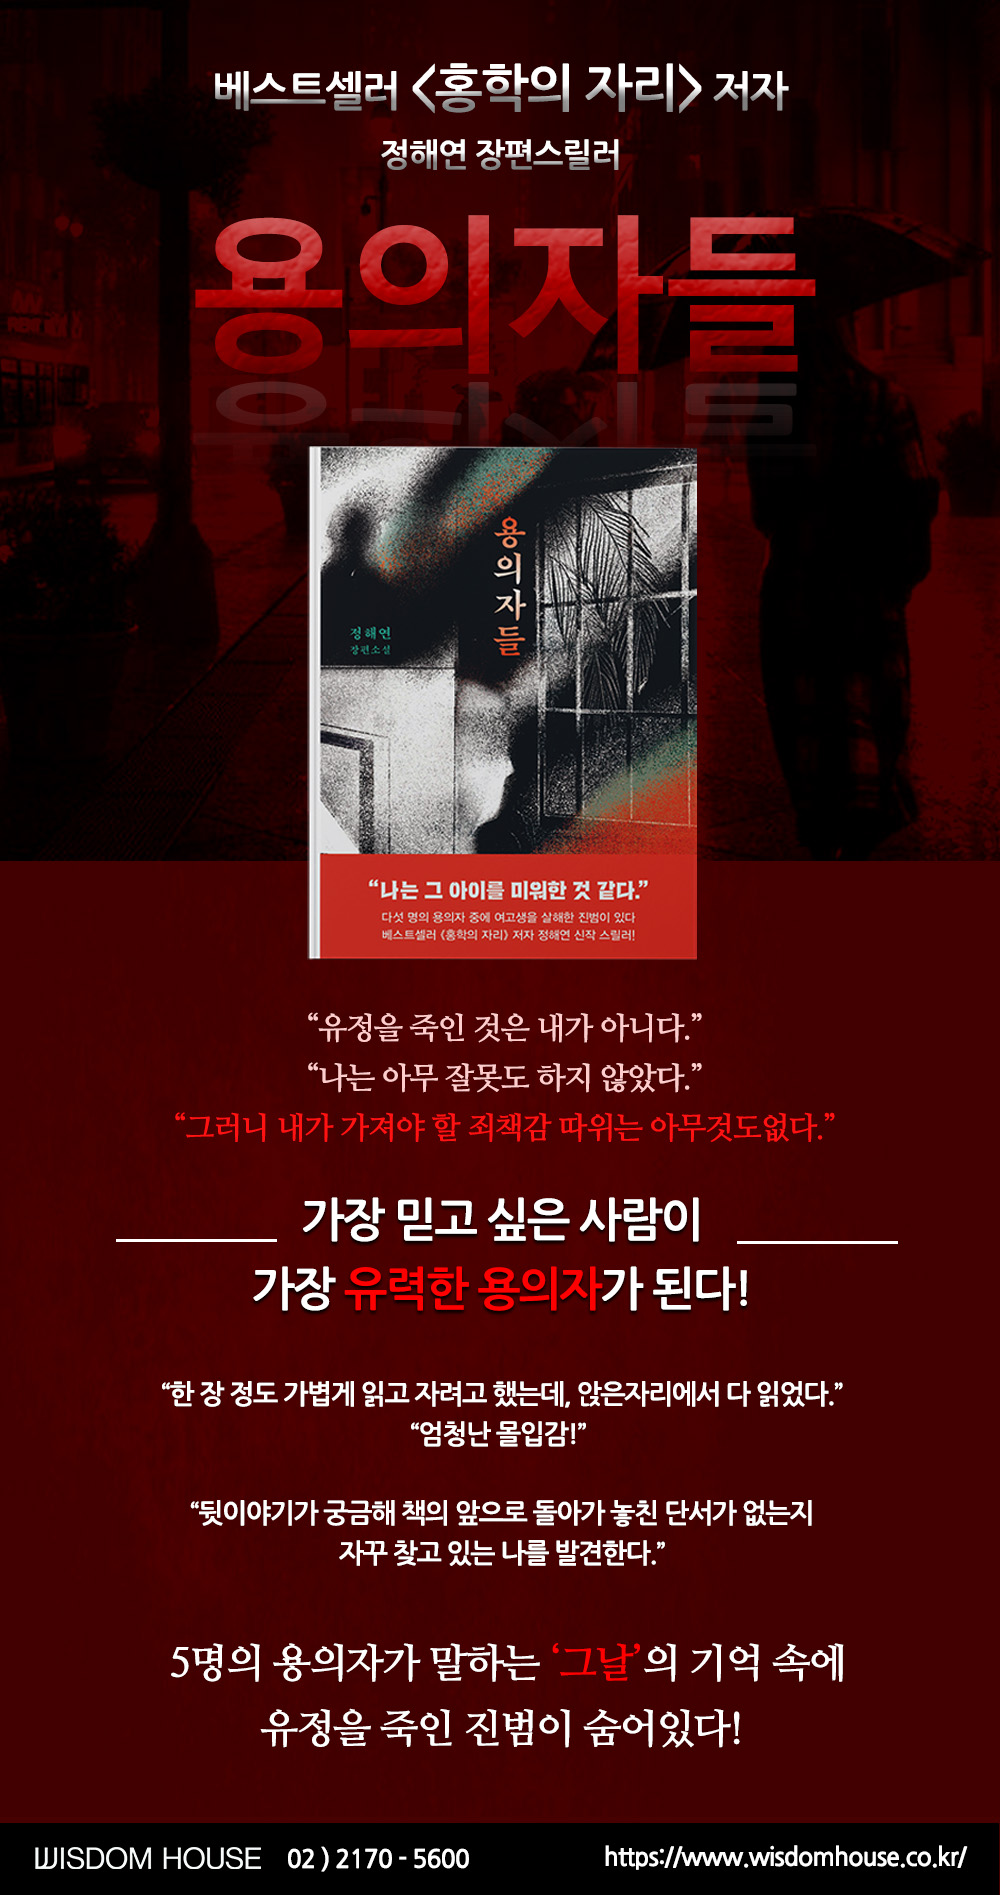 베스트셀러 <홍학의 자리> 저자
정해연 장편스릴러
용의자들
용의자들
정해연
장편소설
“나는 그 아이를 미워한 것 같다.”
다섯 명의 용의자 중에 여고생을 살해한 진범이 있다
베스트셀러 《홍학의 자리》 저자 정해연 신작 스릴러!
“유정을 죽인 것은 내가 아니다.”
“나는 아무 잘못도 하지 않았다.”
“그러니 내가 가져야 할 죄책감 따위는 아무것도없다.”
가장 믿고 싶은 사람이
가장 유력한 용의자가 된다!
“한 장 정도 가볍게 읽고 자려고 했는데, 앉은자리에서 다 읽었다.”
“엄청난 몰입감!”
“뒷이야기가 궁금해 책의 앞으로 돌아가 놓친 단서가 없는지
자꾸 찾고 있는 나를 발견한다.”
5명의 용의자가 말하는 ‘그날’의 기억 속에
유정을 죽인 진범이 숨어있다!
WISDOM HOUSE 02 ) 2170 - 5600 https://www.wisdomhouse.co.kr/